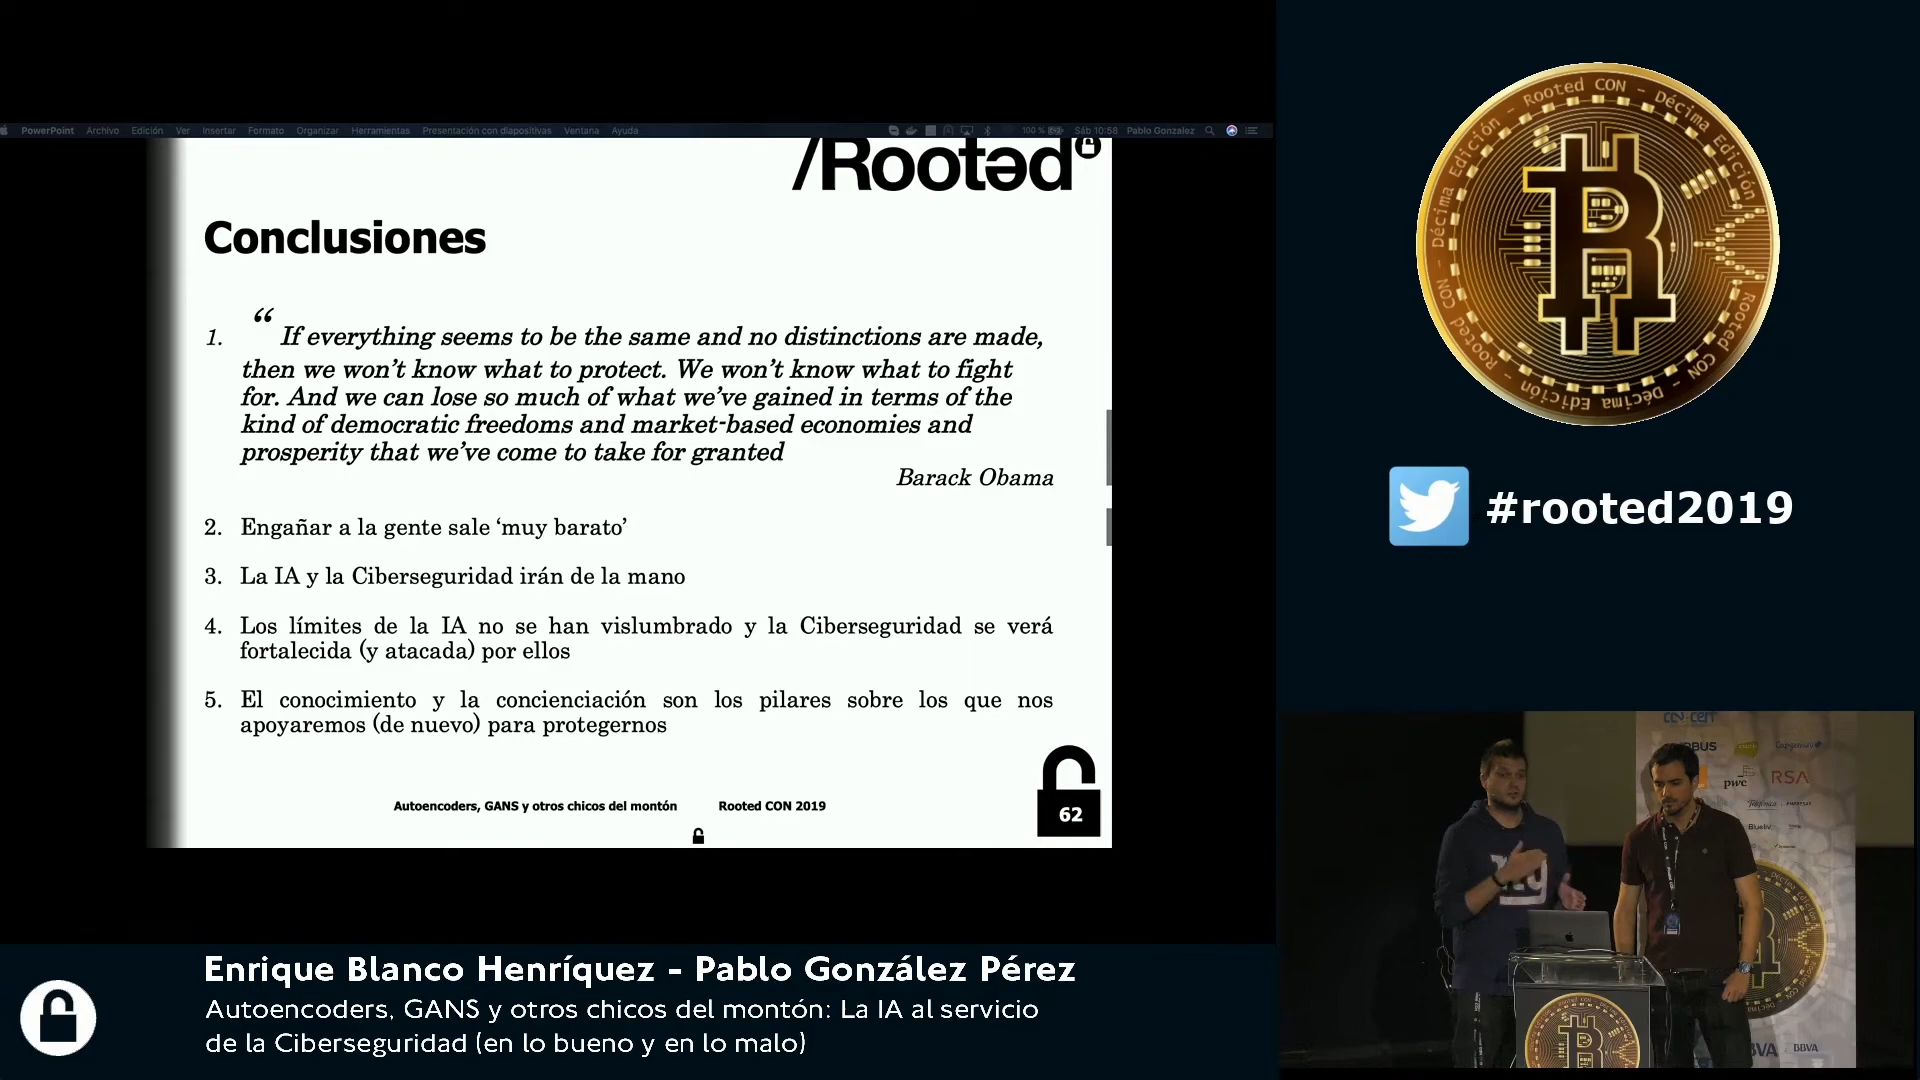 PowerPoint Archivo Edición Ver Insertar Formato Organizar Herramientas Presentación con diapositivas Ventana Ayuda 100 % Sáb 10:58 Pablo Gonzalez
/Rootəd
Conclusiones
1. “ If everything seems to be the same and no distinctions are made,
then we won’t know what to protect. We won’t know what to fight
for. And we can lose so much of what we’ve gained in terms of the
kind of democratic freedoms and market-based economies and
prosperity that we’ve come to take for granted
Barack Obama
2. Engañar a la gente sale ‘muy barato’
3. La IA y la Ciberseguridad irán de la mano
4. Los límites de la IA no se han vislumbrado y la Ciberseguridad se verá
fortalecida (y atacada) por ellos
5. El conocimiento y la concienciación son los pilares sobre los que nos
apoyaremos (de nuevo) para protegernos
Autoencoders, GANS y otros chicos del montón Rooted CON 2019
62
Rooted CON - Décima Edición - Rooted CON - Décima Edición - Rooted CON - Décima Edición -
#rooted2019
pwc
RSA
Telefónica
Blueliv
BBVA
BBVA
ny
Enrique Blanco Henríquez - Pablo González Pérez
Autoencoders, GANS y otros chicos del montón: La IA al servicio
de la Ciberseguridad (en lo bueno y en lo malo)